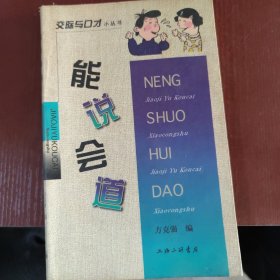 交际与口才小丛书
能说会道
NENG
Jiaoji Yu Koucai
SHUO
Xiaocongshu
HUI
Jiaoji Yu Koucai
DAO
Xiaocongshu
方克强 编
上海三联书店
JIAOJIYUKOUCAI